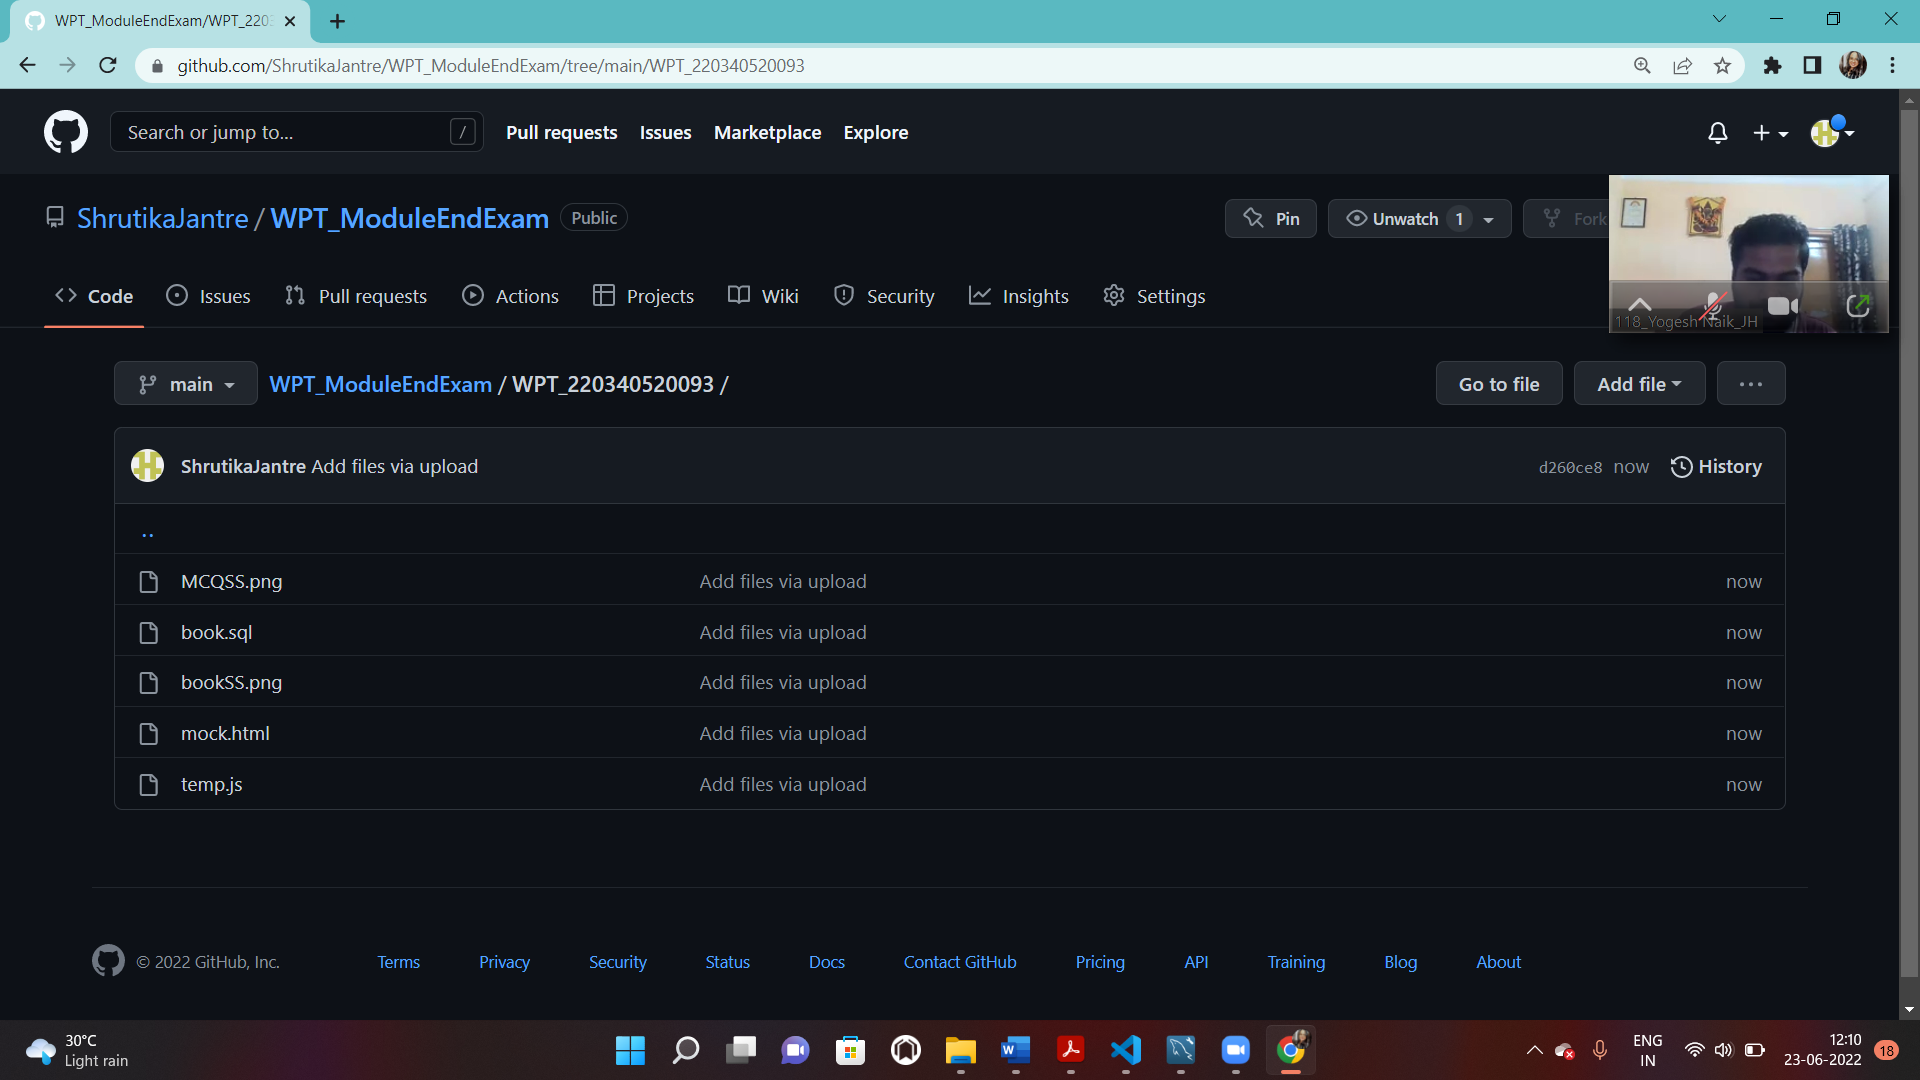 WPT_ModuleEndExam/WPT_2203
github.com/ShrutikaJantre/WPT_ModuleEndExam/tree/main/WPT_220340520093
Search or jump to... /
Pull requests Issues Marketplace Explore
ShrutikaJantre / WPT_ModuleEndExam Public
Pin Unwatch 1 Fork
118_Yogesh Naik_JH
Code Issues Pull requests Actions Projects Wiki Security Insights Settings
main WPT_ModuleEndExam / WPT_220340520093 /
Go to file Add file ...
ShrutikaJantre Add files via upload d260ce8 now History
..
MCQSS.png Add files via upload now
book.sql Add files via upload now
bookSS.png Add files via upload now
mock.html Add files via upload now
temp.js Add files via upload now
© 2022 GitHub, Inc. Terms Privacy Security Status Docs Contact GitHub Pricing API Training Blog About
30°C
Light rain
ENG
IN
12:10
23-06-2022
18